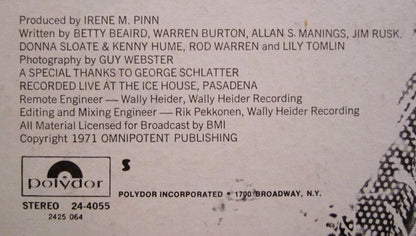 Produced by IRENE M. PINN
Written by BETTY BEAIRD, WARREN BURTON, ALLAN S. MANINGS, JIM RUSK,
DONNA SLOATE & KENNY HUME, ROD WARREN and LILY TOMLIN
Photography by GUY WEBSTER
A SPECIAL THANKS TO GEORGE SCHLATTER
RECORDED LIVE AT THE ICE HOUSE, PASADENA
Remote Engineer — Wally Heider, Wally Heider Recording
Editing and Mixing Engineer — Rik Pekkonen, Wally Heider Recording
All Material Licensed for Broadcast by BMI
Copyright 1971 OMNIPOTENT PUBLISHING
S
polydor
POLYDOR INCORPORATED • 1700 BROADWAY, N.Y.
STEREO 24-4055
2425 064